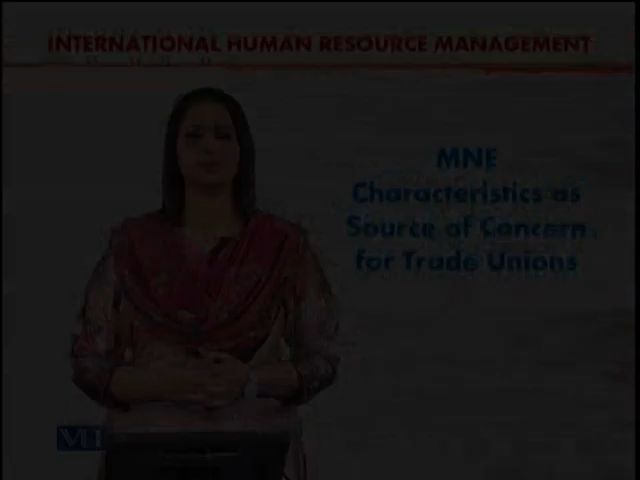 INTERNATIONAL HUMAN RESOURCE MANAGEMENT
MNE
Characteristics as
Source of Concern
for Trade Unions